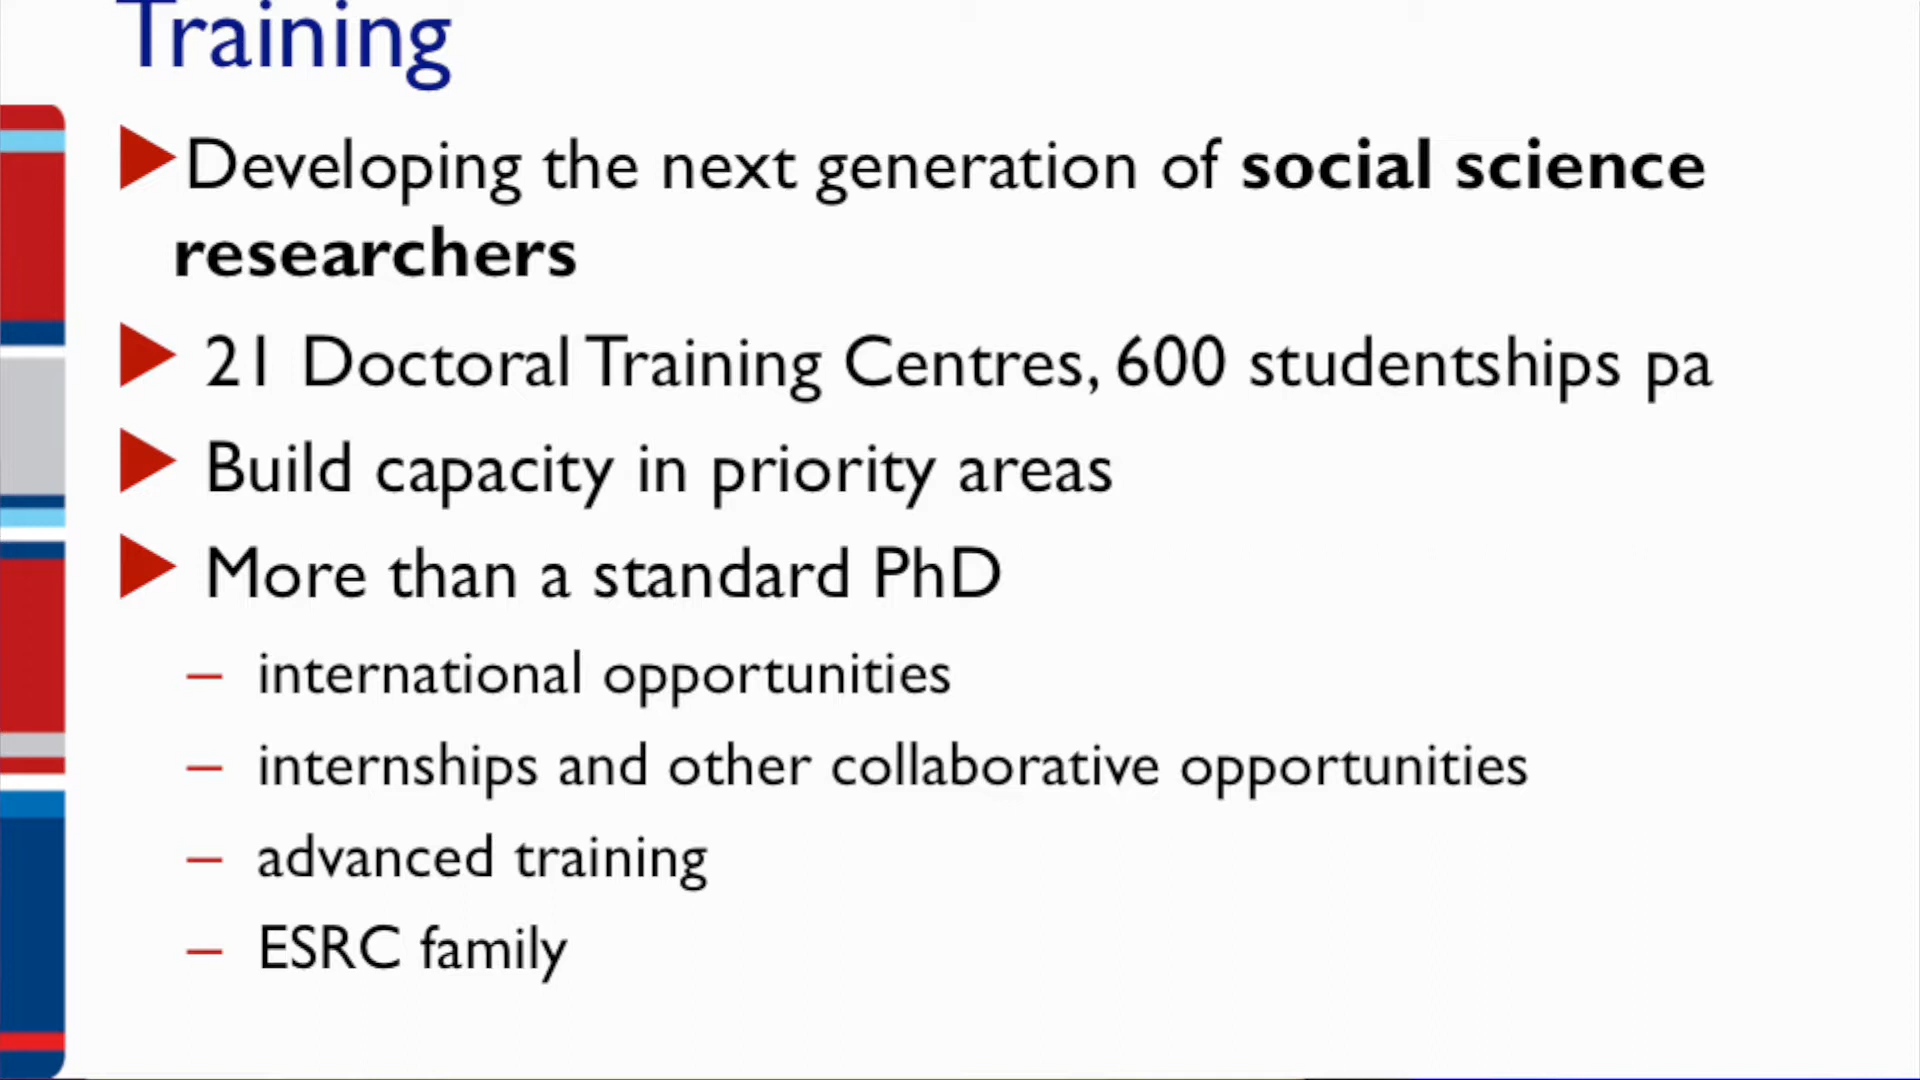 Training
Developing the next generation of social science
researchers
21 Doctoral Training Centres, 600 studentships pa
Build capacity in priority areas
More than a standard PhD
– international opportunities
– internships and other collaborative opportunities
– advanced training
– ESRC family